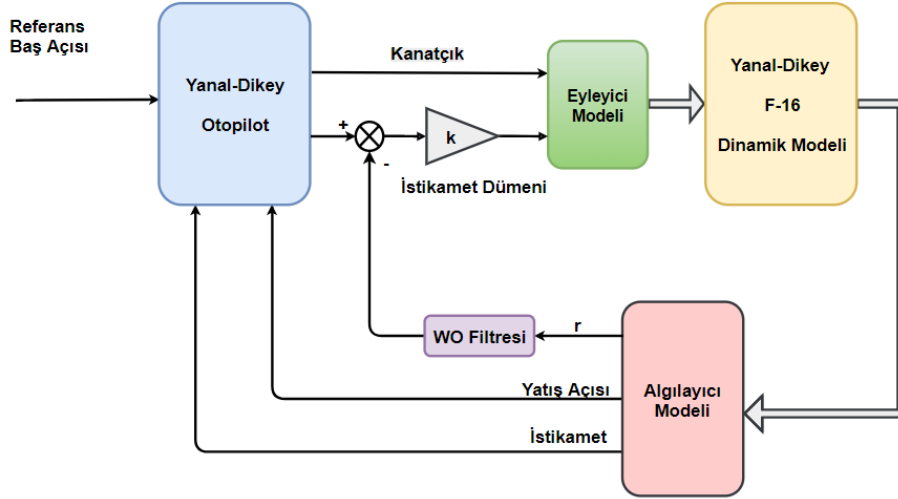 Referans
Baş Açısı
Yanal-Dikey
Otopilot
Kanatçık
+
-
k
İstikamet Dümeni
Eyleyici
Modeli
Yanal-Dikey
F-16
Dinamik Modeli
WO Filtresi
r
Yatış Açısı
İstikamet
Algılayıcı
Modeli